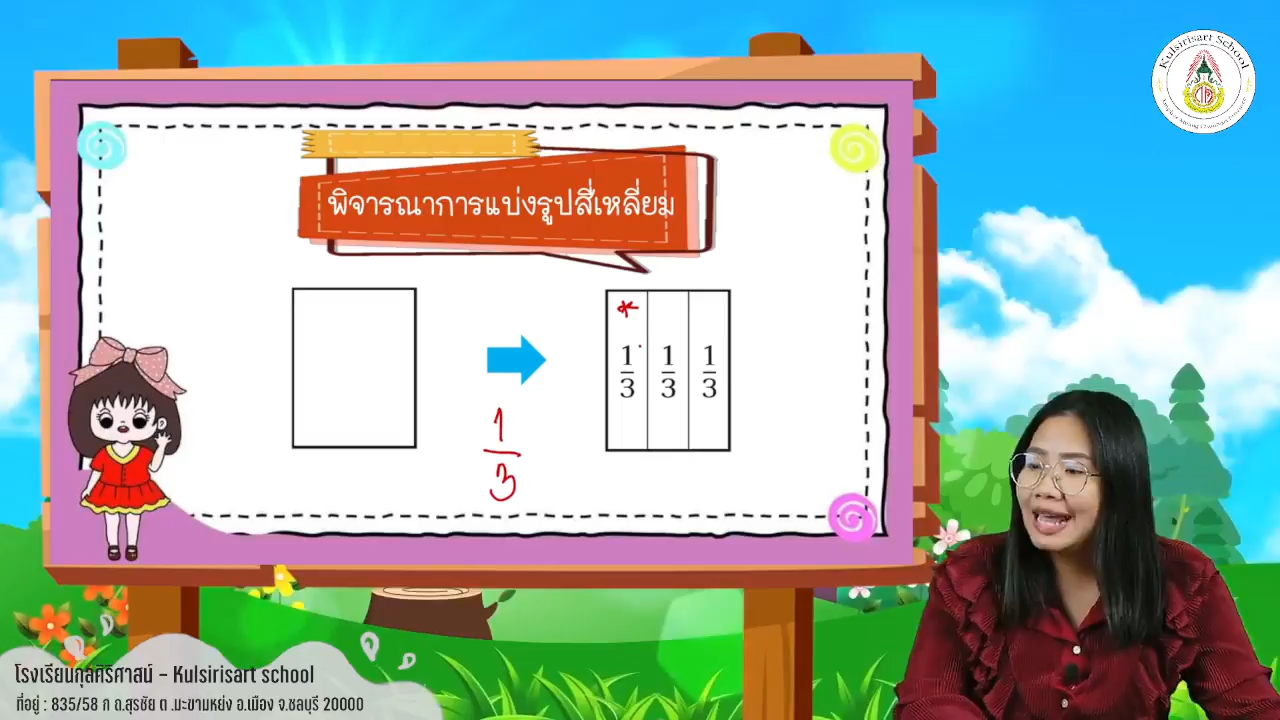 Kulsirisart School
พิจารณาการแบ่งรูปสี่เหลี่ยม
*
1/3 1/3 1/3
1/3
โรงเรียนกุลศิริศาสน์ - Kulsirisart school
ที่อยู่ : 835/58 ก ถ.สุรชัย ต .มะขามหย่ง อ.เมือง จ.ชลบุรี 20000